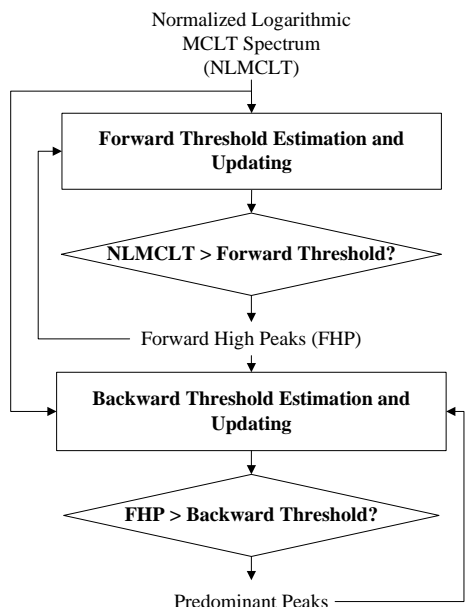 Normalized Logarithmic
MCLT Spectrum
(NLMCLT)
Forward Threshold Estimation and
Updating
NLMCLT > Forward Threshold?
Forward High Peaks (FHP)
Backward Threshold Estimation and
Updating
FHP > Backward Threshold?
Predominant Peaks